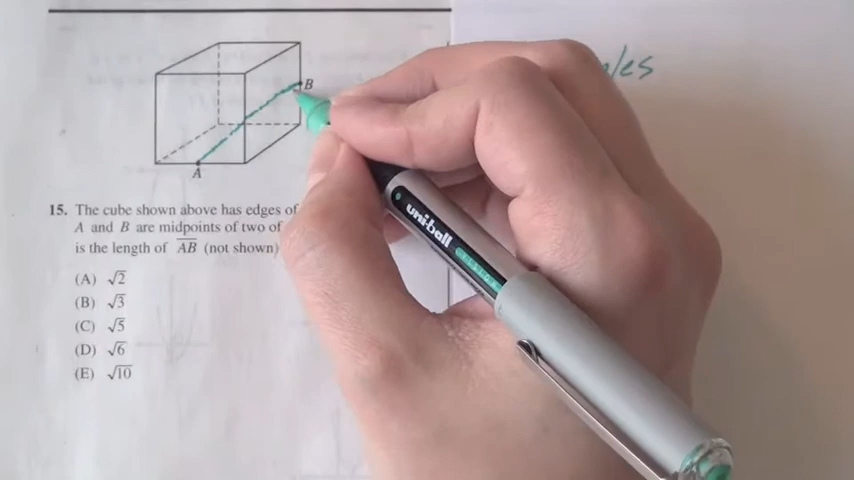 les
B
A
15. The cube shown above has edges of
A and B are midpoints of two of
is the length of AB (not shown)
(A) √2
(B) √3
(C) √5
(D) √6
(E) √10
uni-ball